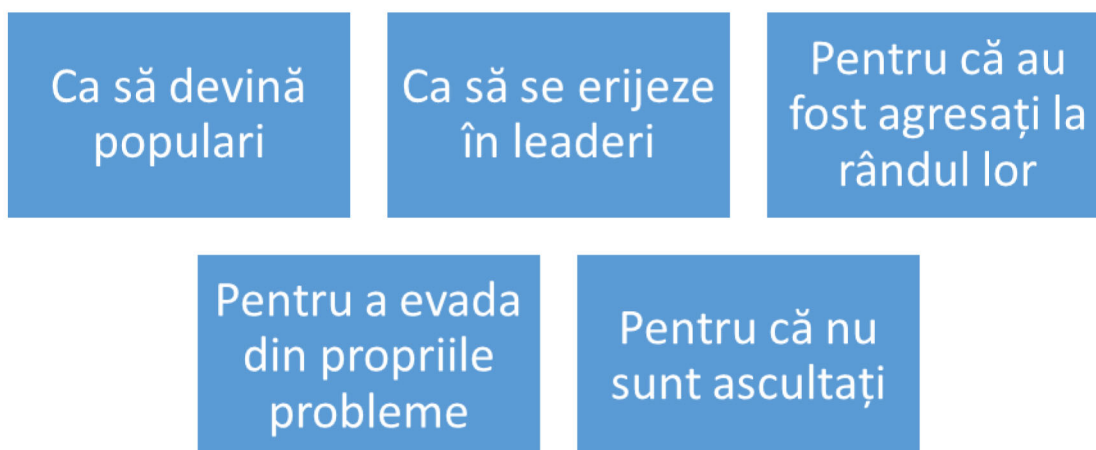 Ca să devină
populari
Ca să se erijeze
în leaderi
Pentru că au
fost agresați la
rândul lor
Pentru a evada
din propriile
probleme
Pentru că nu
sunt ascultați